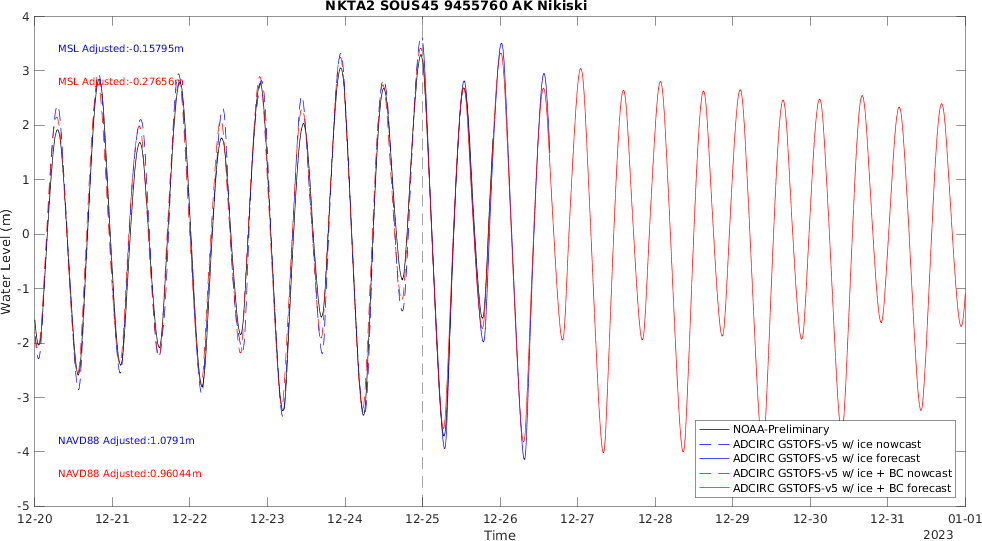 NKTA2 SOUS45 9455760 AK Nikiski
MSL Adjusted:-0.15795m
MSL Adjusted:-0.27656m
NAVD88 Adjusted:1.0791m
NAVD88 Adjusted:0.96044m
Water Level (m)
4
3
2
1
0
-1
-2
-3
-4
-5
NOAA-Preliminary
ADCIRC GSTOFS-v5 w/ ice nowcast
ADCIRC GSTOFS-v5 w/ ice forecast
ADCIRC GSTOFS-v5 w/ ice + BC nowcast
ADCIRC GSTOFS-v5 w/ ice + BC forecast
12-20 12-21 12-22 12-23 12-24 12-25 12-26 12-27 12-28 12-29 12-30 12-31 01-01
Time
2023